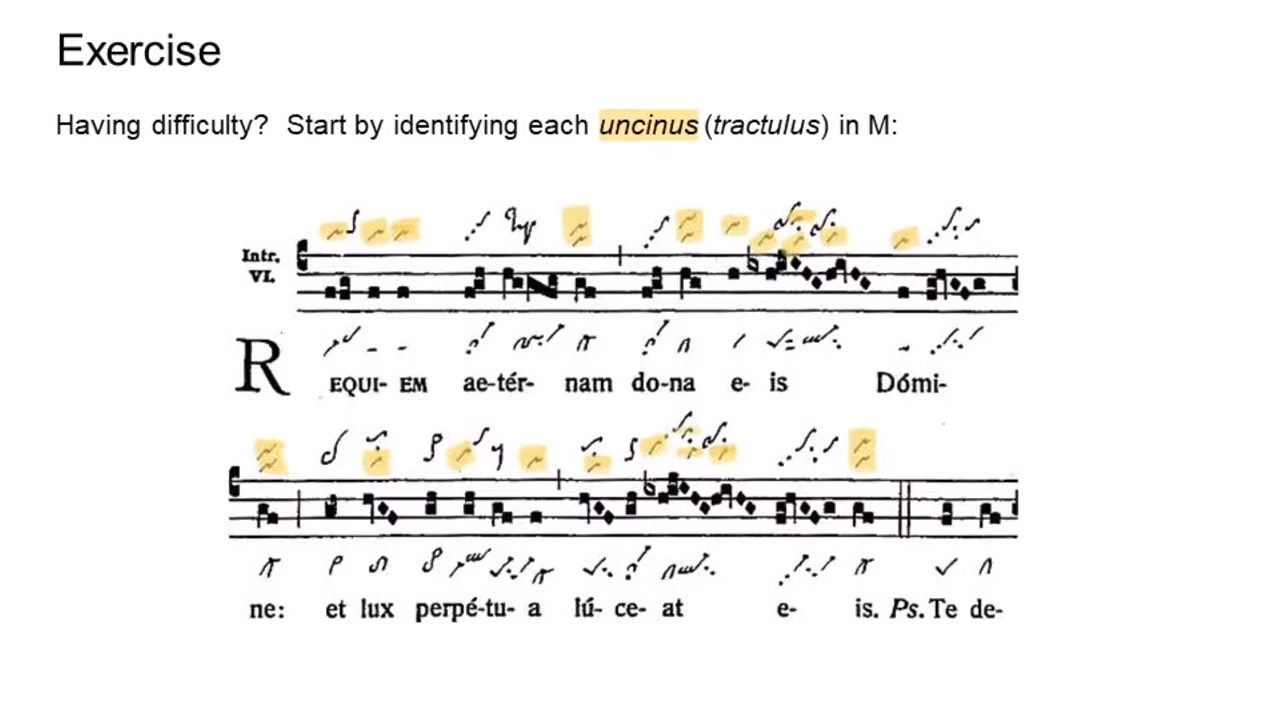 Exercise
Having difficulty? Start by identifying each uncinus (tractulus) in M:
Intr.
VI.
REQUI- EM ae-tér- nam do-na e- is Dómi-
ne: et lux perpé-tu- a lú- ce- at e- is. Ps. Te de-